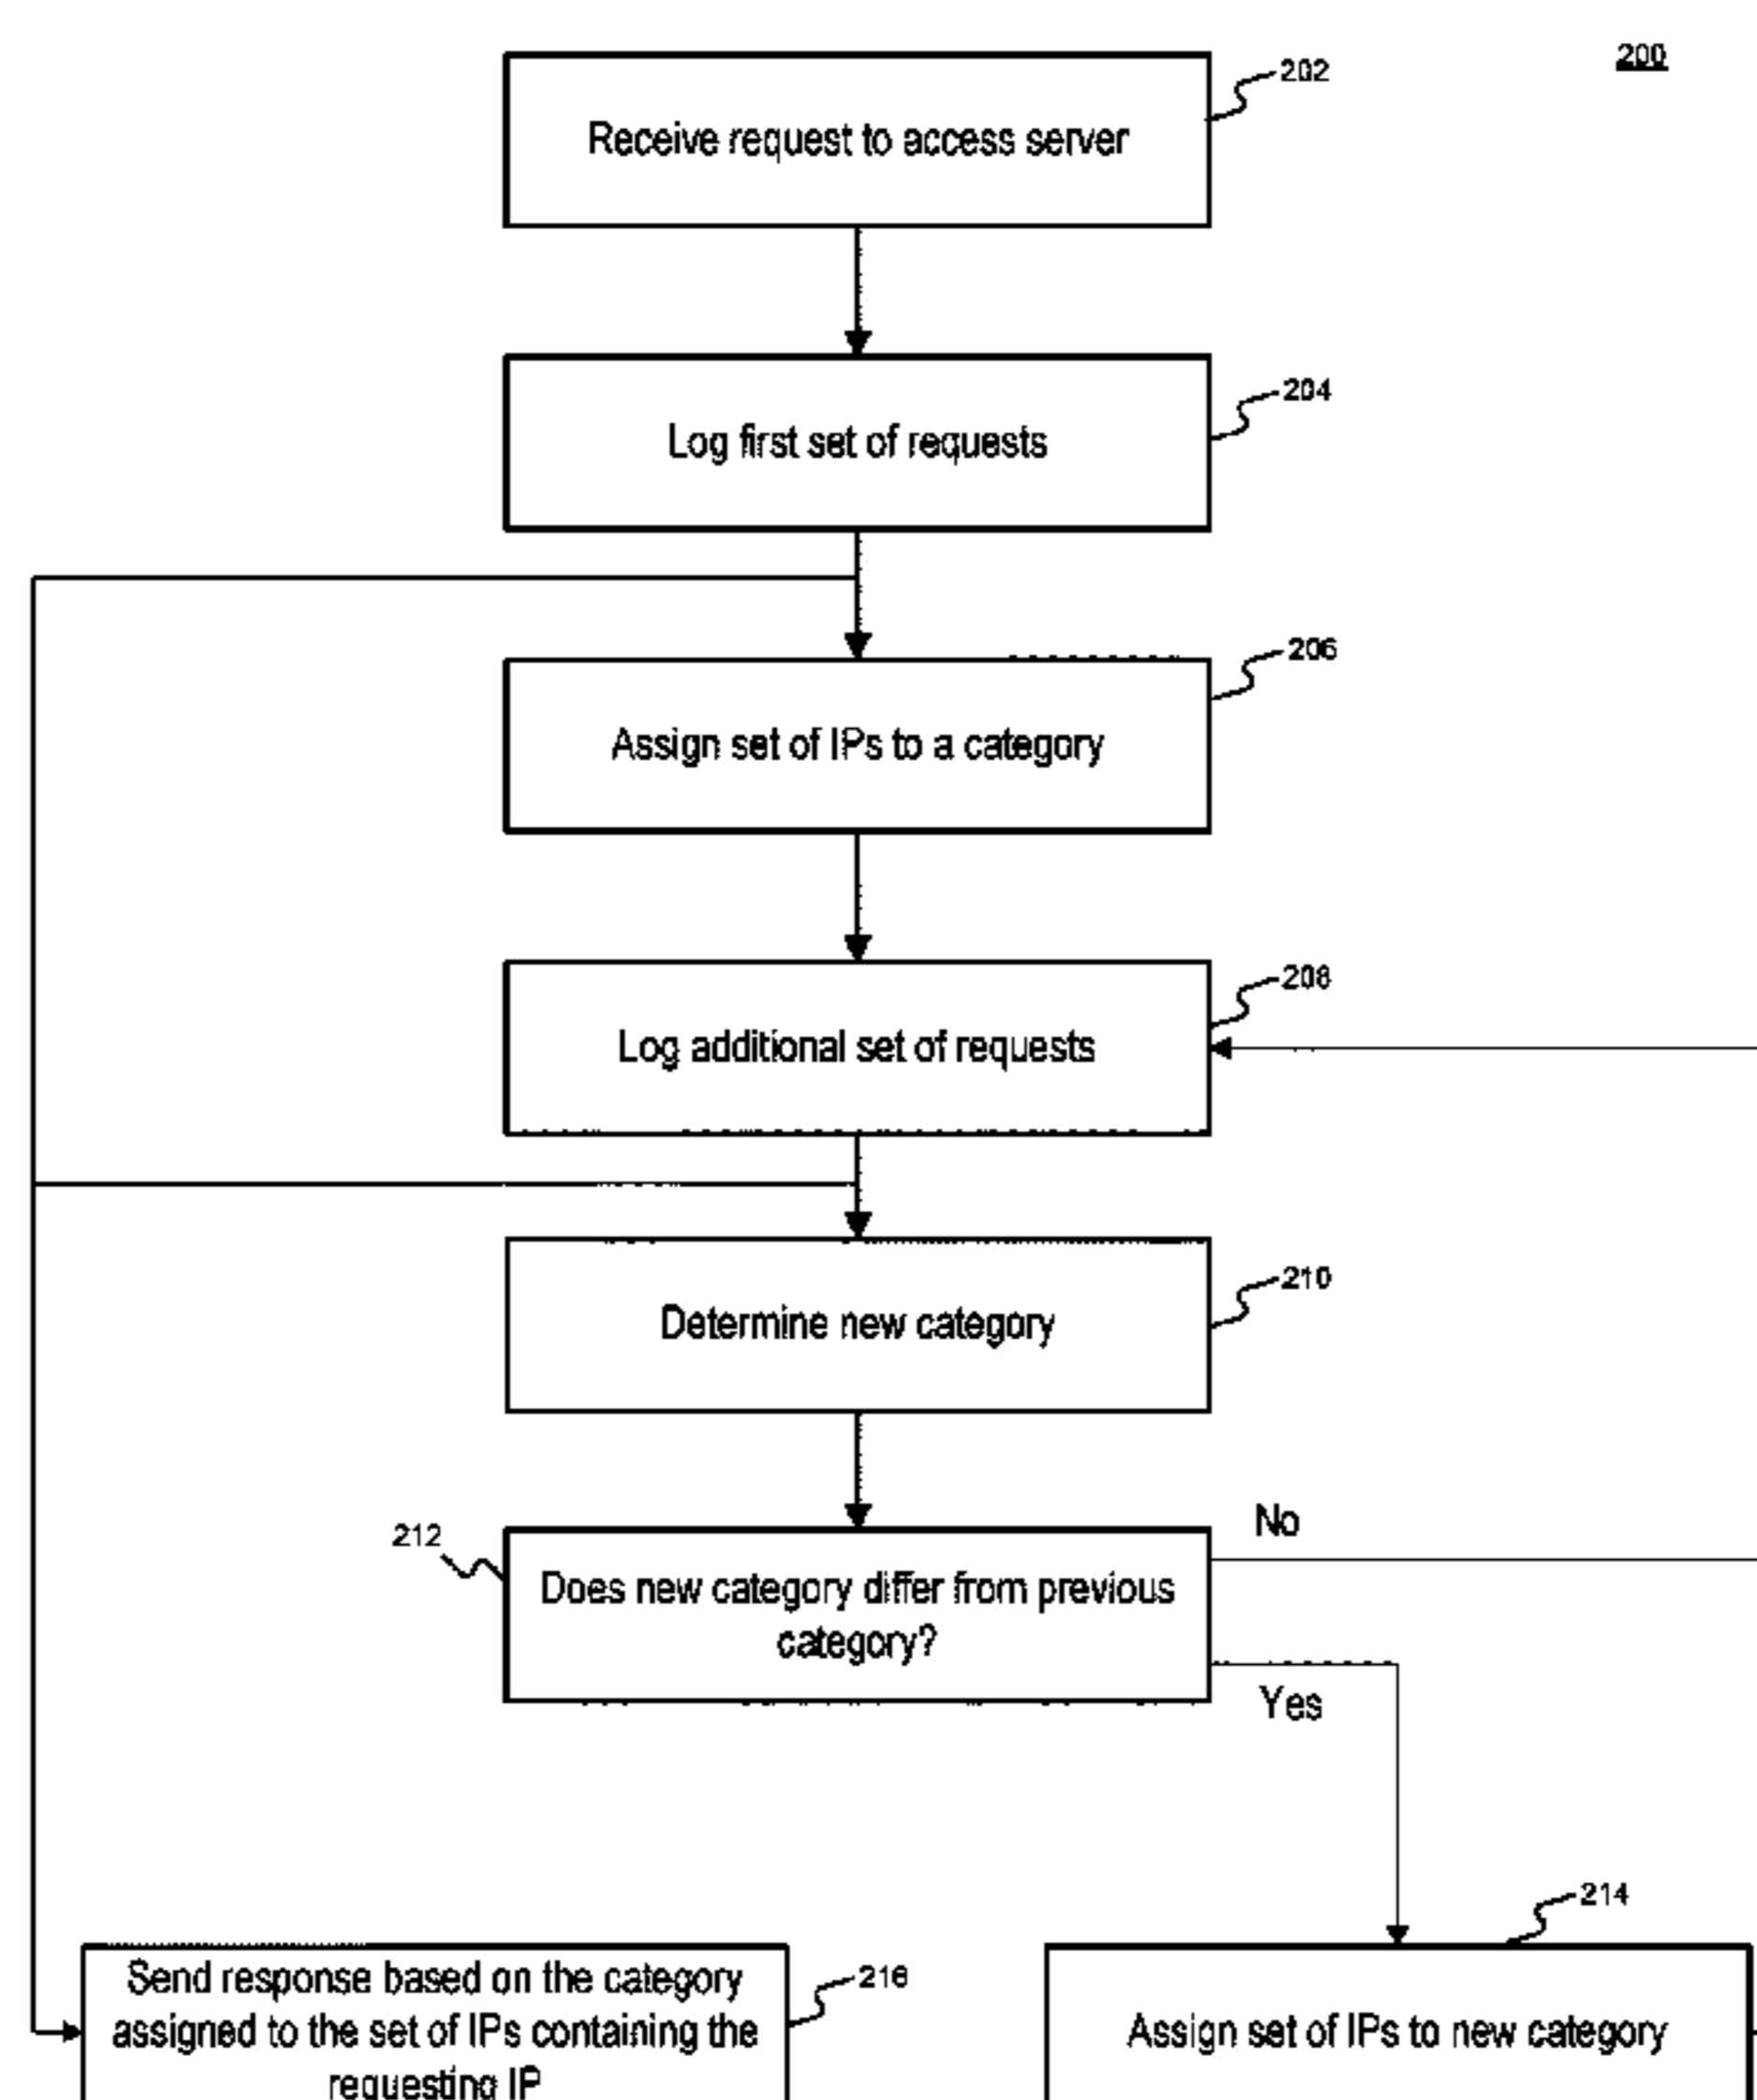 200
202
Receive request to access server
204
Log first set of requests
206
Assign set of IPs to a category
208
Log additional set of requests
210
Determine new category
212
No
Does new category differ from previous
category?
Yes
214
Send response based on the category
assigned to the set of IPs containing the
requesting IP
216
Assign set of IPs to new category